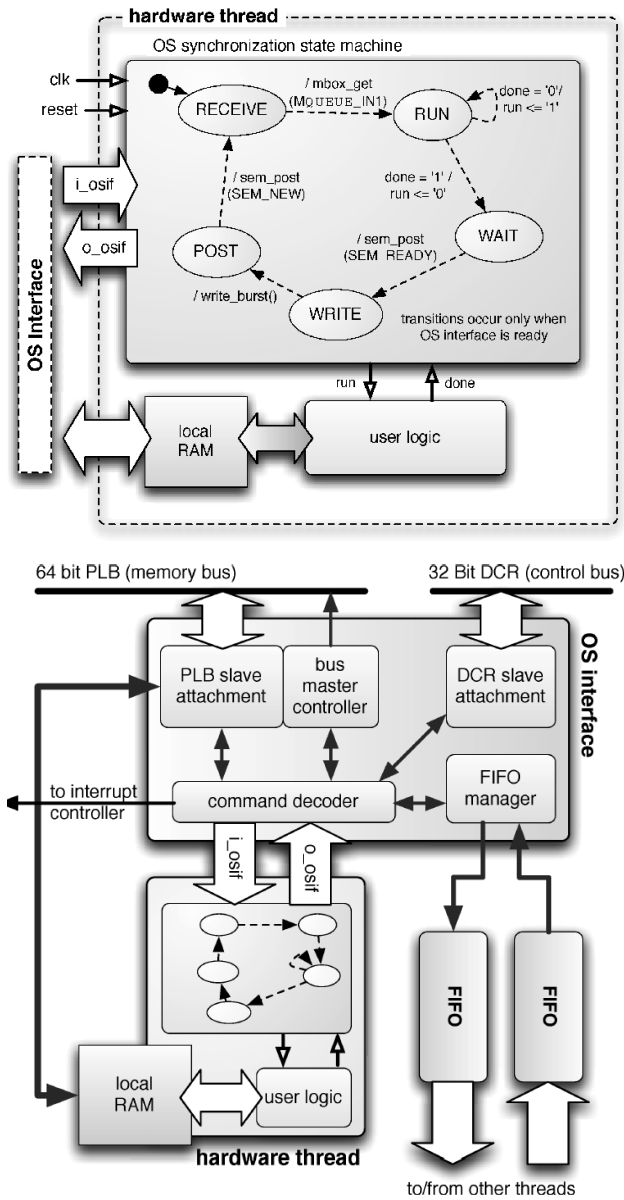 hardware thread
OS synchronization state machine
clk
reset
RECEIVE
/ mbox_get
(MQUEUE_IN1)
RUN
done = '0'/
run <= '1'
i_osif
o_osif
/ sem_post
(SEM_NEW)
done = '1' /
run <= '0'
POST
WAIT
/ sem_post
(SEM_READY)
/ write_burst()
WRITE
transitions occur only when
OS interface is ready
OS Interface
run
done
local
RAM
user logic
64 bit PLB (memory bus)
32 Bit DCR (control bus)
OS interface
PLB slave
attachment
bus
master
controller
DCR slave
attachment
to interrupt
controller
command decoder
FIFO
manager
i_osif
o_osif
FIFO
FIFO
local
RAM
user logic
hardware thread
to/from other threads